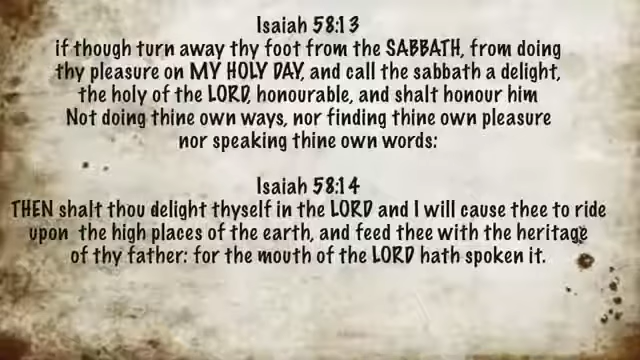 Isaiah 58:13
if though turn away thy foot from the SABBATH, from doing
thy pleasure on MY HOLY DAY, and call the sabbath a delight,
the holy of the LORD, honourable, and shalt honour him
Not doing thine own ways, nor finding thine own pleasure
nor speaking thine own words:
Isaiah 58:14
THEN shalt thou delight thyself in the LORD and I will cause thee to ride
upon the high places of the earth, and feed thee with the heritage
of thy father: for the mouth of the LORD hath spoken it.